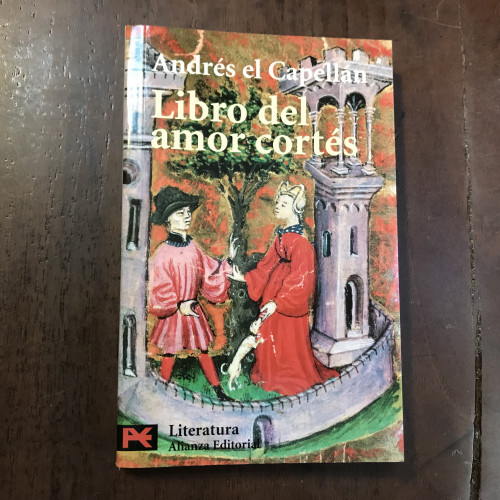 Andrés el Capellán
Libro del
amor cortés
Literatura
Alianza Editorial